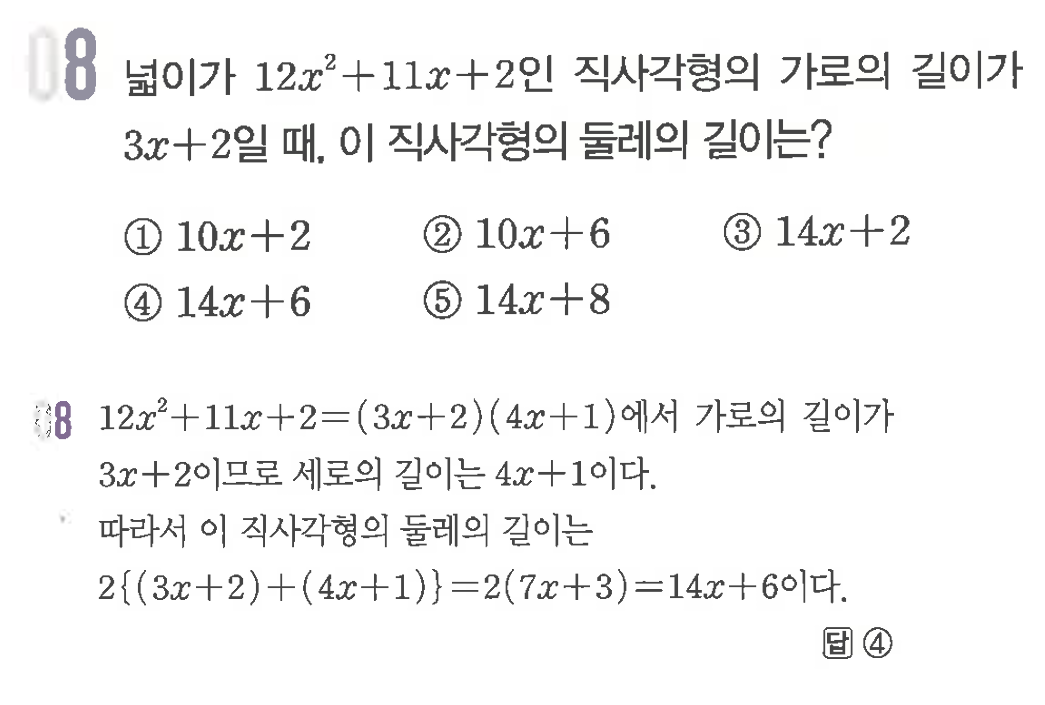 08 넓이가 12x²+11x+2인 직사각형의 가로의 길이가
3x+2일 때, 이 직사각형의 둘레의 길이는?
① 10x+2 ② 10x+6 ③ 14x+2
④ 14x+6 ⑤ 14x+8
08 12x²+11x+2=(3x+2)(4x+1)에서 가로의 길이가
3x+2이므로 세로의 길이는 4x+1이다.
따라서 이 직사각형의 둘레의 길이는
2{(3x+2)+(4x+1)}=2(7x+3)=14x+6이다.
답 ④